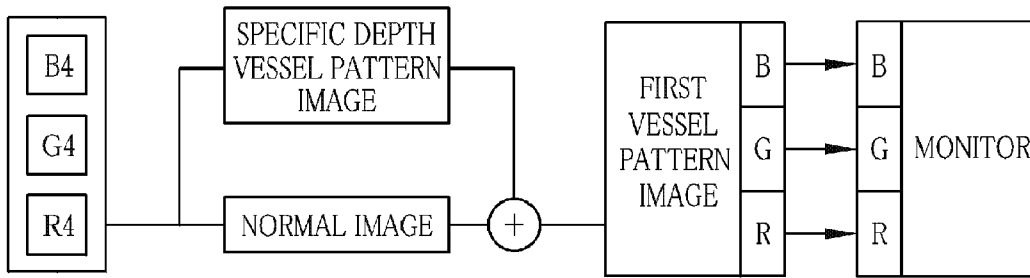 B4
G4
R4
SPECIFIC DEPTH
VESSEL PATTERN
IMAGE
NORMAL IMAGE
+
FIRST
VESSEL
PATTERN
IMAGE
B
G
R
B
G
R
MONITOR